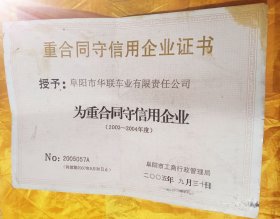 重合同守信用企业证书
授予：阜阳市华联车业有限责任公司
为重合同守信用企业
(2003—2004年度)
No: 2005057A
阜阳市工商行政管理局
二〇〇五年 九月三十日